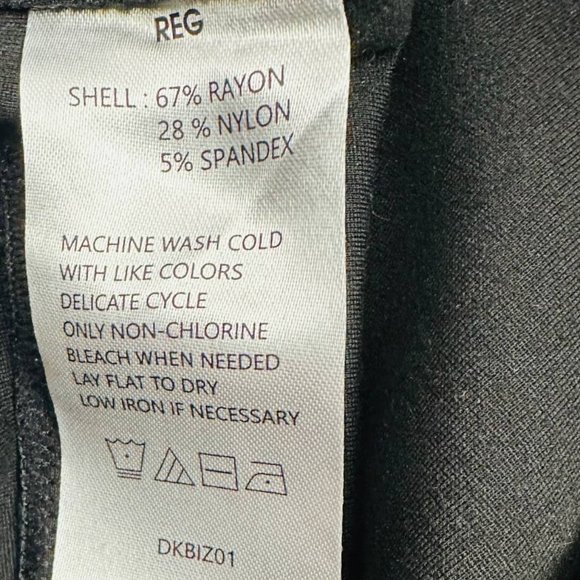 REG
SHELL : 67% RAYON
28 % NYLON
5% SPANDEX
MACHINE WASH COLD
WITH LIKE COLORS
DELICATE CYCLE
ONLY NON-CHLORINE
BLEACH WHEN NEEDED
LAY FLAT TO DRY
LOW IRON IF NECESSARY
DKBIZ01